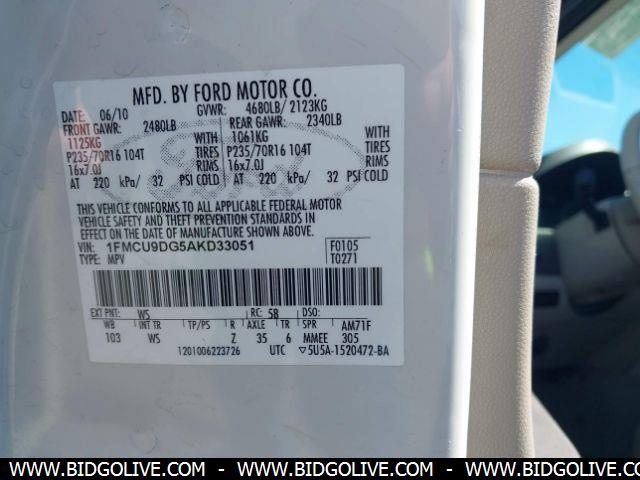 MFD. BY FORD MOTOR CO.
DATE: 06/10 GVWR: 4680LB/ 2123KG
FRONT GAWR: 2480LB REAR GAWR: 2340LB
1125KG WITH 1061KG WITH
P235/70R16 104T TIRES P235/70R16 104T TIRES
16x7.0J RIMS 16x7.0J RIMS
AT 220 kPa/ 32 PSI COLD AT 220 kPa/ 32 PSI COLD
Ford
THIS VEHICLE CONFORMS TO ALL APPLICABLE FEDERAL MOTOR
VEHICLE SAFETY AND THEFT PREVENTION STANDARDS IN
EFFECT ON THE DATE OF MANUFACTURE SHOWN ABOVE.
VIN: 1FMCU9DG5AKD33051 F0105
TYPE: MPV T0271
EXT PNT: WS RC: 58 DSO:
WB INT TR TP/PS R AXLE TR SPR AM71F
103 WS Z 35 6 MMEE 305
1201006223726 UTC ▽5U5A-1520472-BA
WWW.BIDGOLIVE.COM - WWW.BIDGOLIVE.COM - WWW.BIDGOLIVE.COM